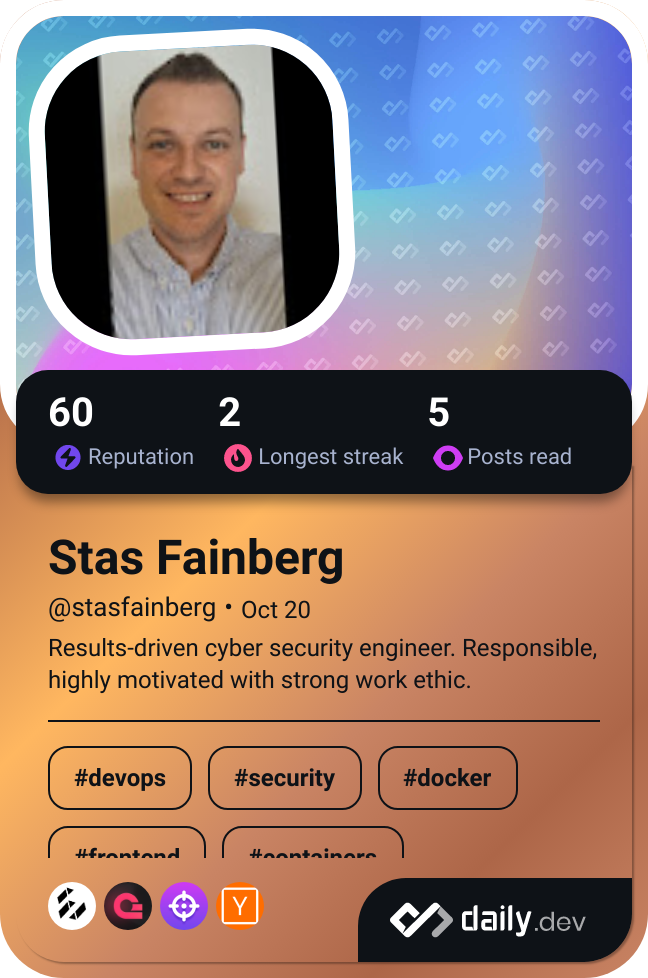 60 2 5
Reputation Longest streak Posts read
Stas Fainberg
@stasfainberg • Oct 20
Results-driven cyber security engineer. Responsible,
highly motivated with strong work ethic.
#devops #security #docker
#frontend #containers
Y
daily.dev